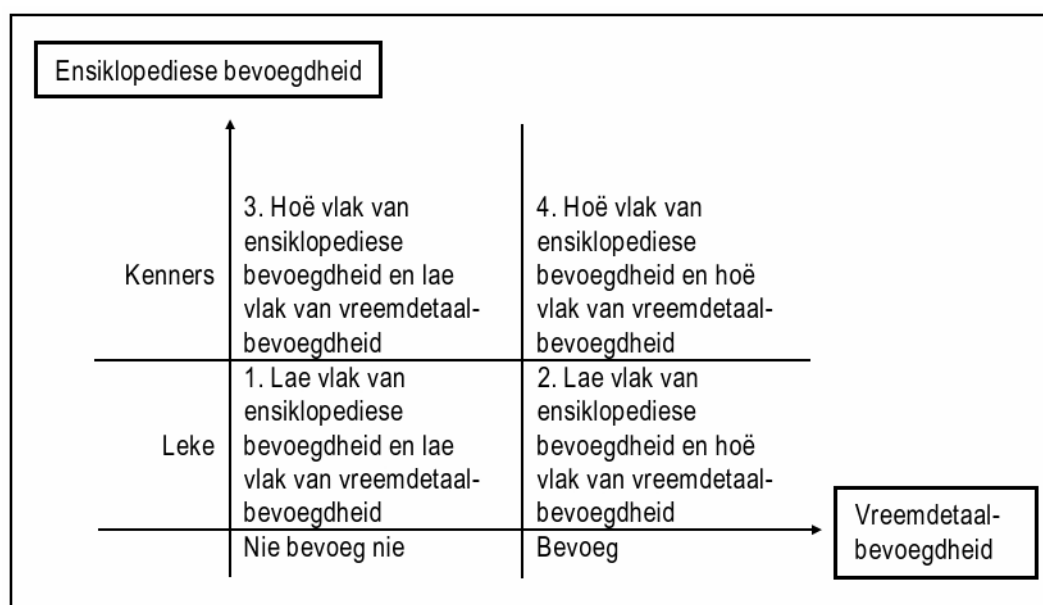 Ensiklopediese bevoegdheid
Kenners
3. Hoë vlak van
ensiklopediese
bevoegdheid en lae
vlak van vreemdetaal-
bevoegdheid
4. Hoë vlak van
ensiklopediese
bevoegdheid en hoë
vlak van vreemdetaal-
bevoegdheid
Leke
1. Lae vlak van
ensiklopediese
bevoegdheid en lae
vlak van vreemdetaal-
bevoegdheid
2. Lae vlak van
ensiklopediese
bevoegdheid en hoë
vlak van vreemdetaal-
bevoegdheid
Nie bevoeg nie
Bevoeg
Vreemdetaal-
bevoegdheid